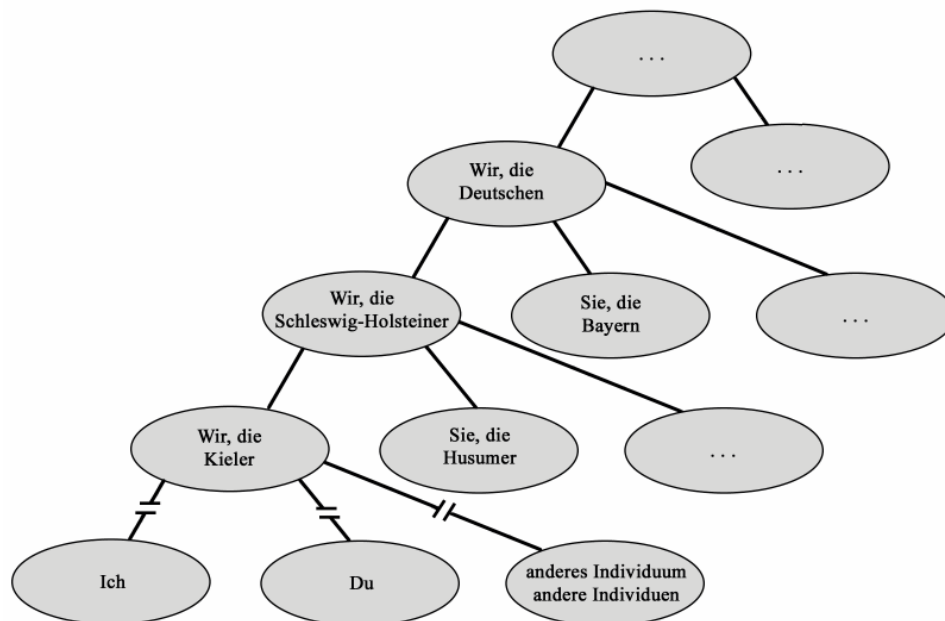 . . .
. . .
Wir, die
Deutschen
Wir, die
Schleswig-Holsteiner
Sie, die
Bayern
. . .
Wir, die
Kieler
Sie, die
Husumer
. . .
Ich
Du
anderes Individuum
andere Individuen